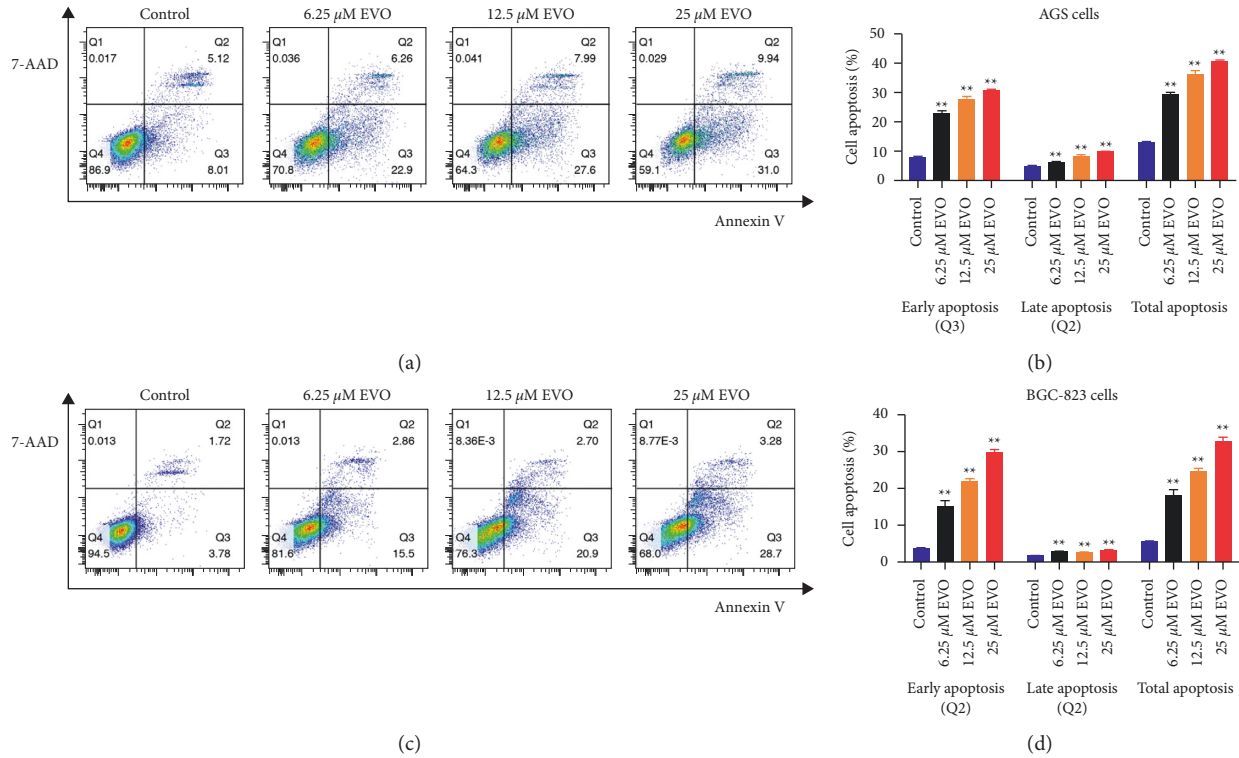 Control
6.25 µM EVO
12.5 µM EVO
25 µM EVO
7-AAD
Q1
0.017
Q2
5.12
Q4
86.9
Q3
8.01
Q1
0.036
Q2
6.26
Q4
70.8
Q3
22.9
Q1
0.041
Q2
7.99
Q4
64.3
Q3
27.6
Q1
0.029
Q2
9.94
Q4
59.1
Q3
31.0
Annexin V
(a)
AGS cells
Cell apoptosis (%)
50
40
30
20
10
0
** ** ** ** ** ** ** ** **
Control
6.25 µM EVO
12.5 µM EVO
25 µM EVO
Control
6.25 µM EVO
12.5 µM EVO
25 µM EVO
Control
6.25 µM EVO
12.5 µM EVO
25 µM EVO
Early apoptosis
(Q3)
Late apoptosis
(Q2)
Total apoptosis
(b)
Control
6.25 µM EVO
12.5 µM EVO
25 µM EVO
7-AAD
Q1
0.013
Q2
1.72
Q4
94.5
Q3
3.78
Q1
0.013
Q2
2.86
Q4
81.6
Q3
15.5
Q1
8.36E-3
Q2
2.70
Q4
76.3
Q3
20.9
Q1
8.77E-3
Q2
3.28
Q4
68.0
Q3
28.7
Annexin V
(c)
BGC-823 cells
Cell apoptosis (%)
40
30
20
10
0
** ** ** ** ** ** ** ** **
Control
6.25 µM EVO
12.5 µM EVO
25 µM EVO
Control
6.25 µM EVO
12.5 µM EVO
25 µM EVO
Control
6.25 µM EVO
12.5 µM EVO
25 µM EVO
Early apoptosis
(Q2)
Late apoptosis
(Q2)
Total apoptosis
(d)